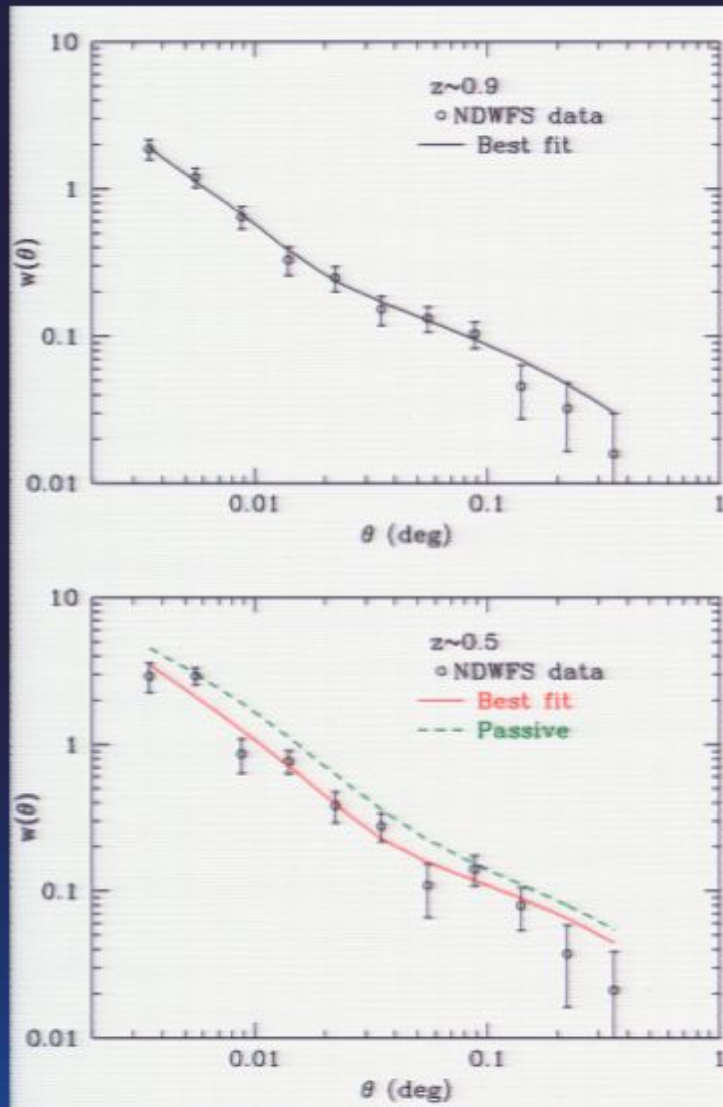 10
1
0.1
0.01
w(θ)
z~0.9
NDWFS data
Best fit
0.01
0.1
1
θ (deg)
10
1
0.1
0.01
w(θ)
z~0.5
NDWFS data
Best fit
Passive
0.01
0.1
1
θ (deg)